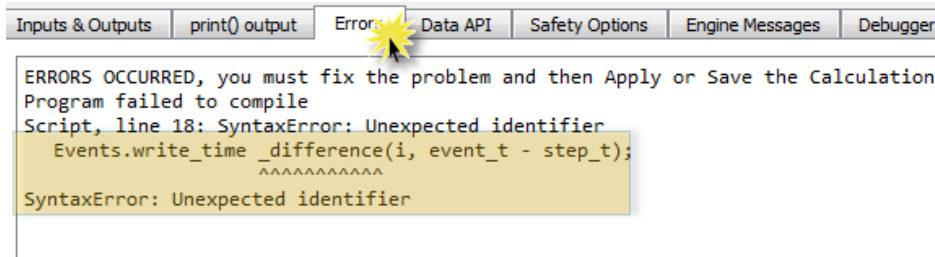 Inputs & Outputs print() output Errors Data API Safety Options Engine Messages Debugger
ERRORS OCCURRED, you must fix the problem and then Apply or Save the Calculation
Program failed to compile
Script, line 18: SyntaxError: Unexpected identifier
Events.write_time _difference(i, event_t - step_t);
^^^^^^^^^^^
SyntaxError: Unexpected identifier